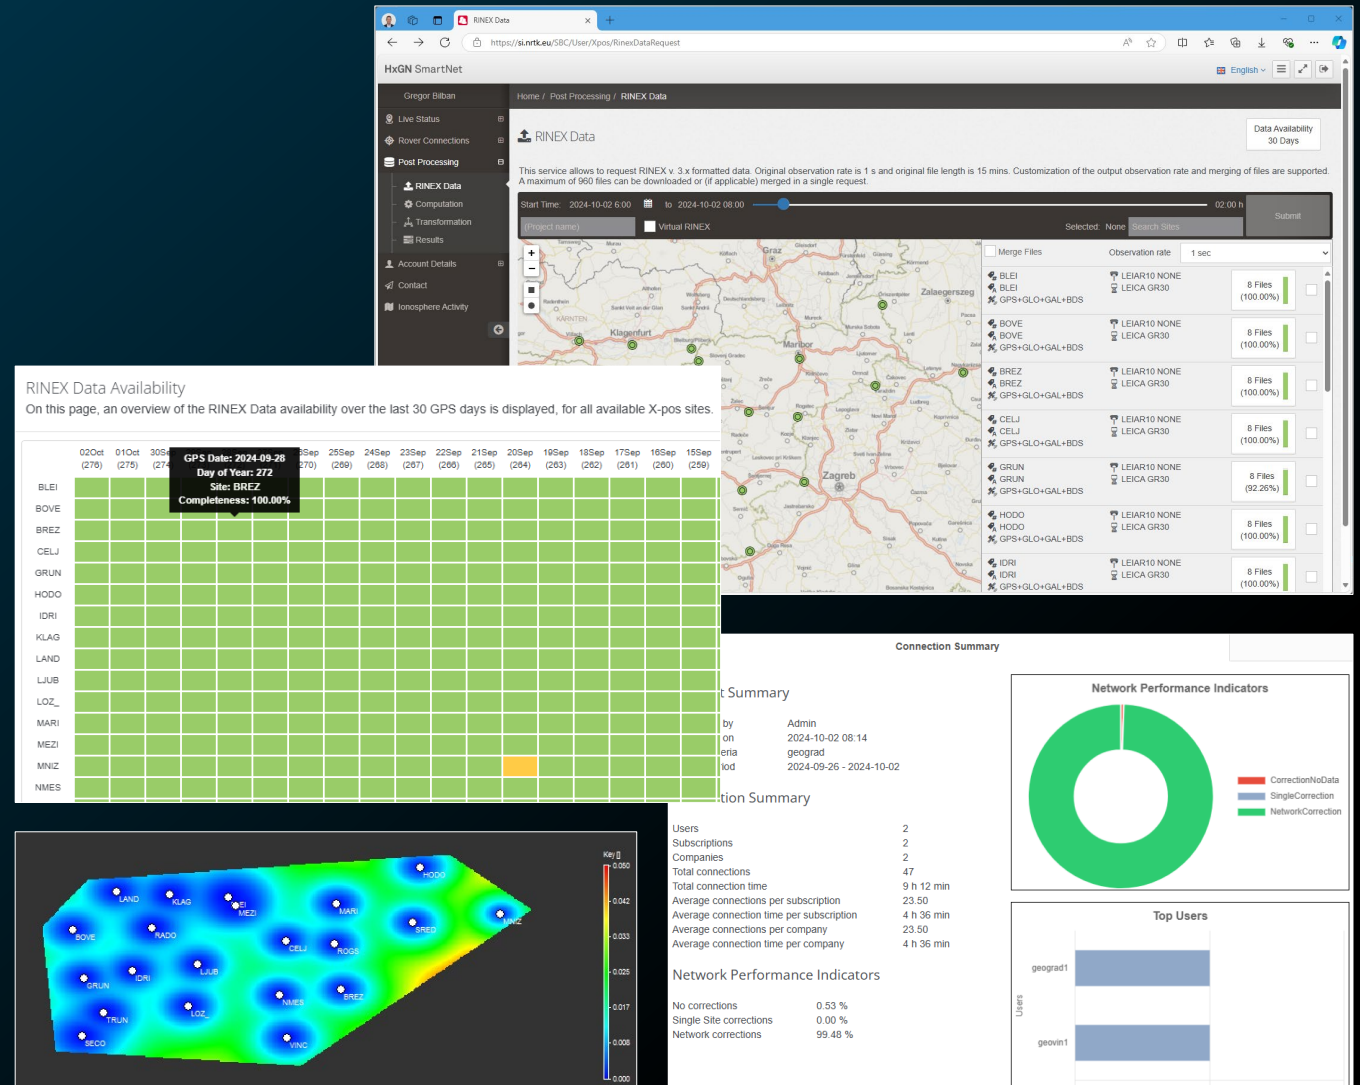 RINEX Data
https://si.nrtk.eu/SBC/User/Xpos/RinexDataRequest
HxGN SmartNet
English
Gregor Bilban
Home / Post Processing / RINEX Data
Live Status
Rover Connections
Post Processing
RINEX Data
Computation
Transformation
Results
Account Details
Contact
Ionosphere Activity
RINEX Data
Data Availability
30 Days
This service allows to request RINEX v. 3.x formatted data. Original observation rate is 1 s and original file length is 15 mins. Customization of the output observation rate and merging of files are supported.
A maximum of 960 files can be downloaded or (if applicable) merged in a single request.
Start Time: 2024-10-02 6:00 to 2024-10-02 08:00 02:00 h
Submit
(Project name) Virtual RINEX Selected: None Search Sites
Merge Files Observation rate 1 sec
Graz
Zalaegerszeg
KÄRNTEN
Klagenfurt
Maribor
Zagreb
BLEI LEIAR10 NONE
BLEI LEICA GR30
GPS+GLO+GAL+BDS
8 Files
(100.00%)
BOVE LEIAR10 NONE
BOVE LEICA GR30
GPS+GLO+GAL+BDS
8 Files
(100.00%)
BREZ LEIAR10 NONE
BREZ LEICA GR30
GPS+GLO+GAL+BDS
8 Files
(100.00%)
CELJ LEIAR10 NONE
CELJ LEICA GR30
GPS+GLO+GAL+BDS
8 Files
(100.00%)
GRUN LEIAR10 NONE
GRUN LEICA GR30
GPS+GLO+GAL+BDS
8 Files
(92.26%)
HODO LEIAR10 NONE
HODO LEICA GR30
GPS+GLO+GAL+BDS
8 Files
(100.00%)
IDRI LEIAR10 NONE
IDRI LEICA GR30
GPS+GLO+GAL+BDS
8 Files
(100.00%)
RINEX Data Availability
On this page, an overview of the RINEX Data availability over the last 30 GPS days is displayed, for all available X-pos sites.
02Oct 01Oct 30Sep 26Sep 25Sep 24Sep 23Sep 22Sep 21Sep 20Sep 19Sep 18Sep 17Sep 16Sep 15Sep
(276) (275) (274) (270) (269) (268) (267) (266) (265) (264) (263) (262) (261) (260) (259)
GPS Date: 2024-09-28
Day of Year: 272
Site: BREZ
Completeness: 100.00%
BLEI
BOVE
BREZ
CELJ
GRUN
HODO
IDRI
KLAG
LAND
LJUB
LOZ_
MARI
MEZI
MNIZ
NMES
Connection Summary
t Summary
by Admin
on 2024-10-02 08:14
eria geograd
iod 2024-09-26 - 2024-10-02
tion Summary
Users 2
Subscriptions 2
Companies 2
Total connections 47
Total connection time 9 h 12 min
Average connections per subscription 23.50
Average connection time per subscription 4 h 36 min
Average connections per company 23.50
Average connection time per company 4 h 36 min
Network Performance Indicators
No corrections 0.53 %
Single Site corrections 0.00 %
Network corrections 99.48 %
Network Performance Indicators
CorrectionNoData
SingleCorrection
NetworkCorrection
Top Users
Users
geograd1
geovin1
Key []
0.050
0.042
0.033
0.025
0.017
0.008
0.000
HODO
LAND
KLAG
EI
MEZI
MARI
MNIZ
SRED
BOVE
RADO
CELJ
ROGS
LJUB
IDRI
GRUN
BREZ
NMES
LOZ_
TRUN
SECO
VINC